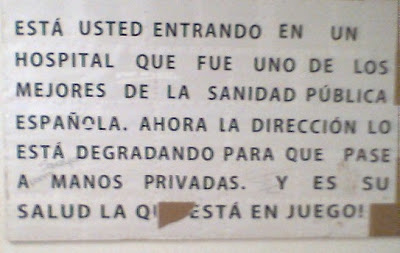 ESTÁ USTED ENTRANDO EN UN
HOSPITAL QUE FUE UNO DE LOS
MEJORES DE LA SANIDAD PÚBLICA
ESPAÑOLA. AHORA LA DIRECCIÓN LO
ESTÁ DEGRADANDO PARA QUE PASE
A MANOS PRIVADAS. Y ES SU
SALUD LA ESTÁ EN JUEGO!